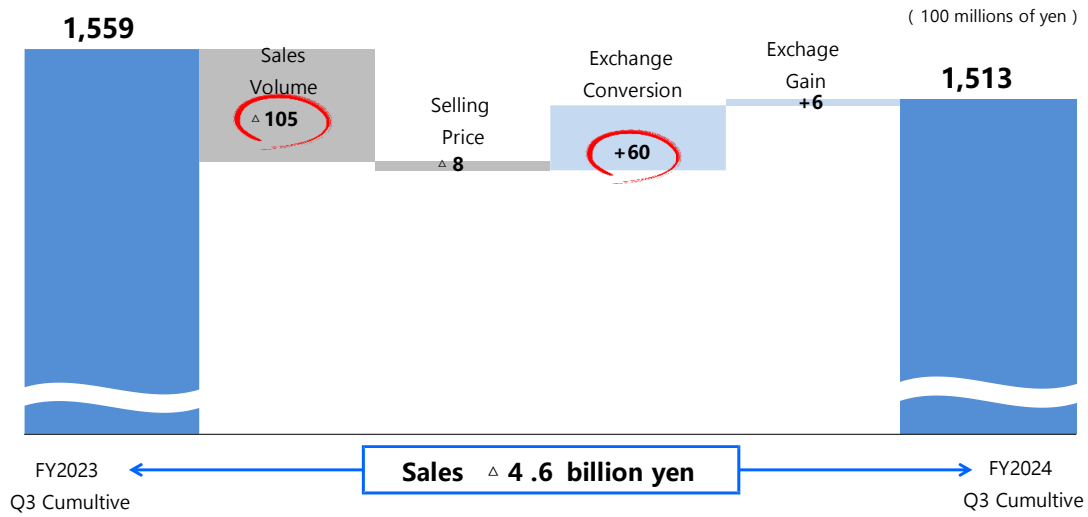 ( 100 millions of yen )
1,559
Sales
Volume
△ 105
Selling
Price
△ 8
Exchange
Conversion
+60
Exchage
Gain
+6
1,513
FY2023
Q3 Cumultive
Sales △ 4 .6 billion yen
FY2024
Q3 Cumultive